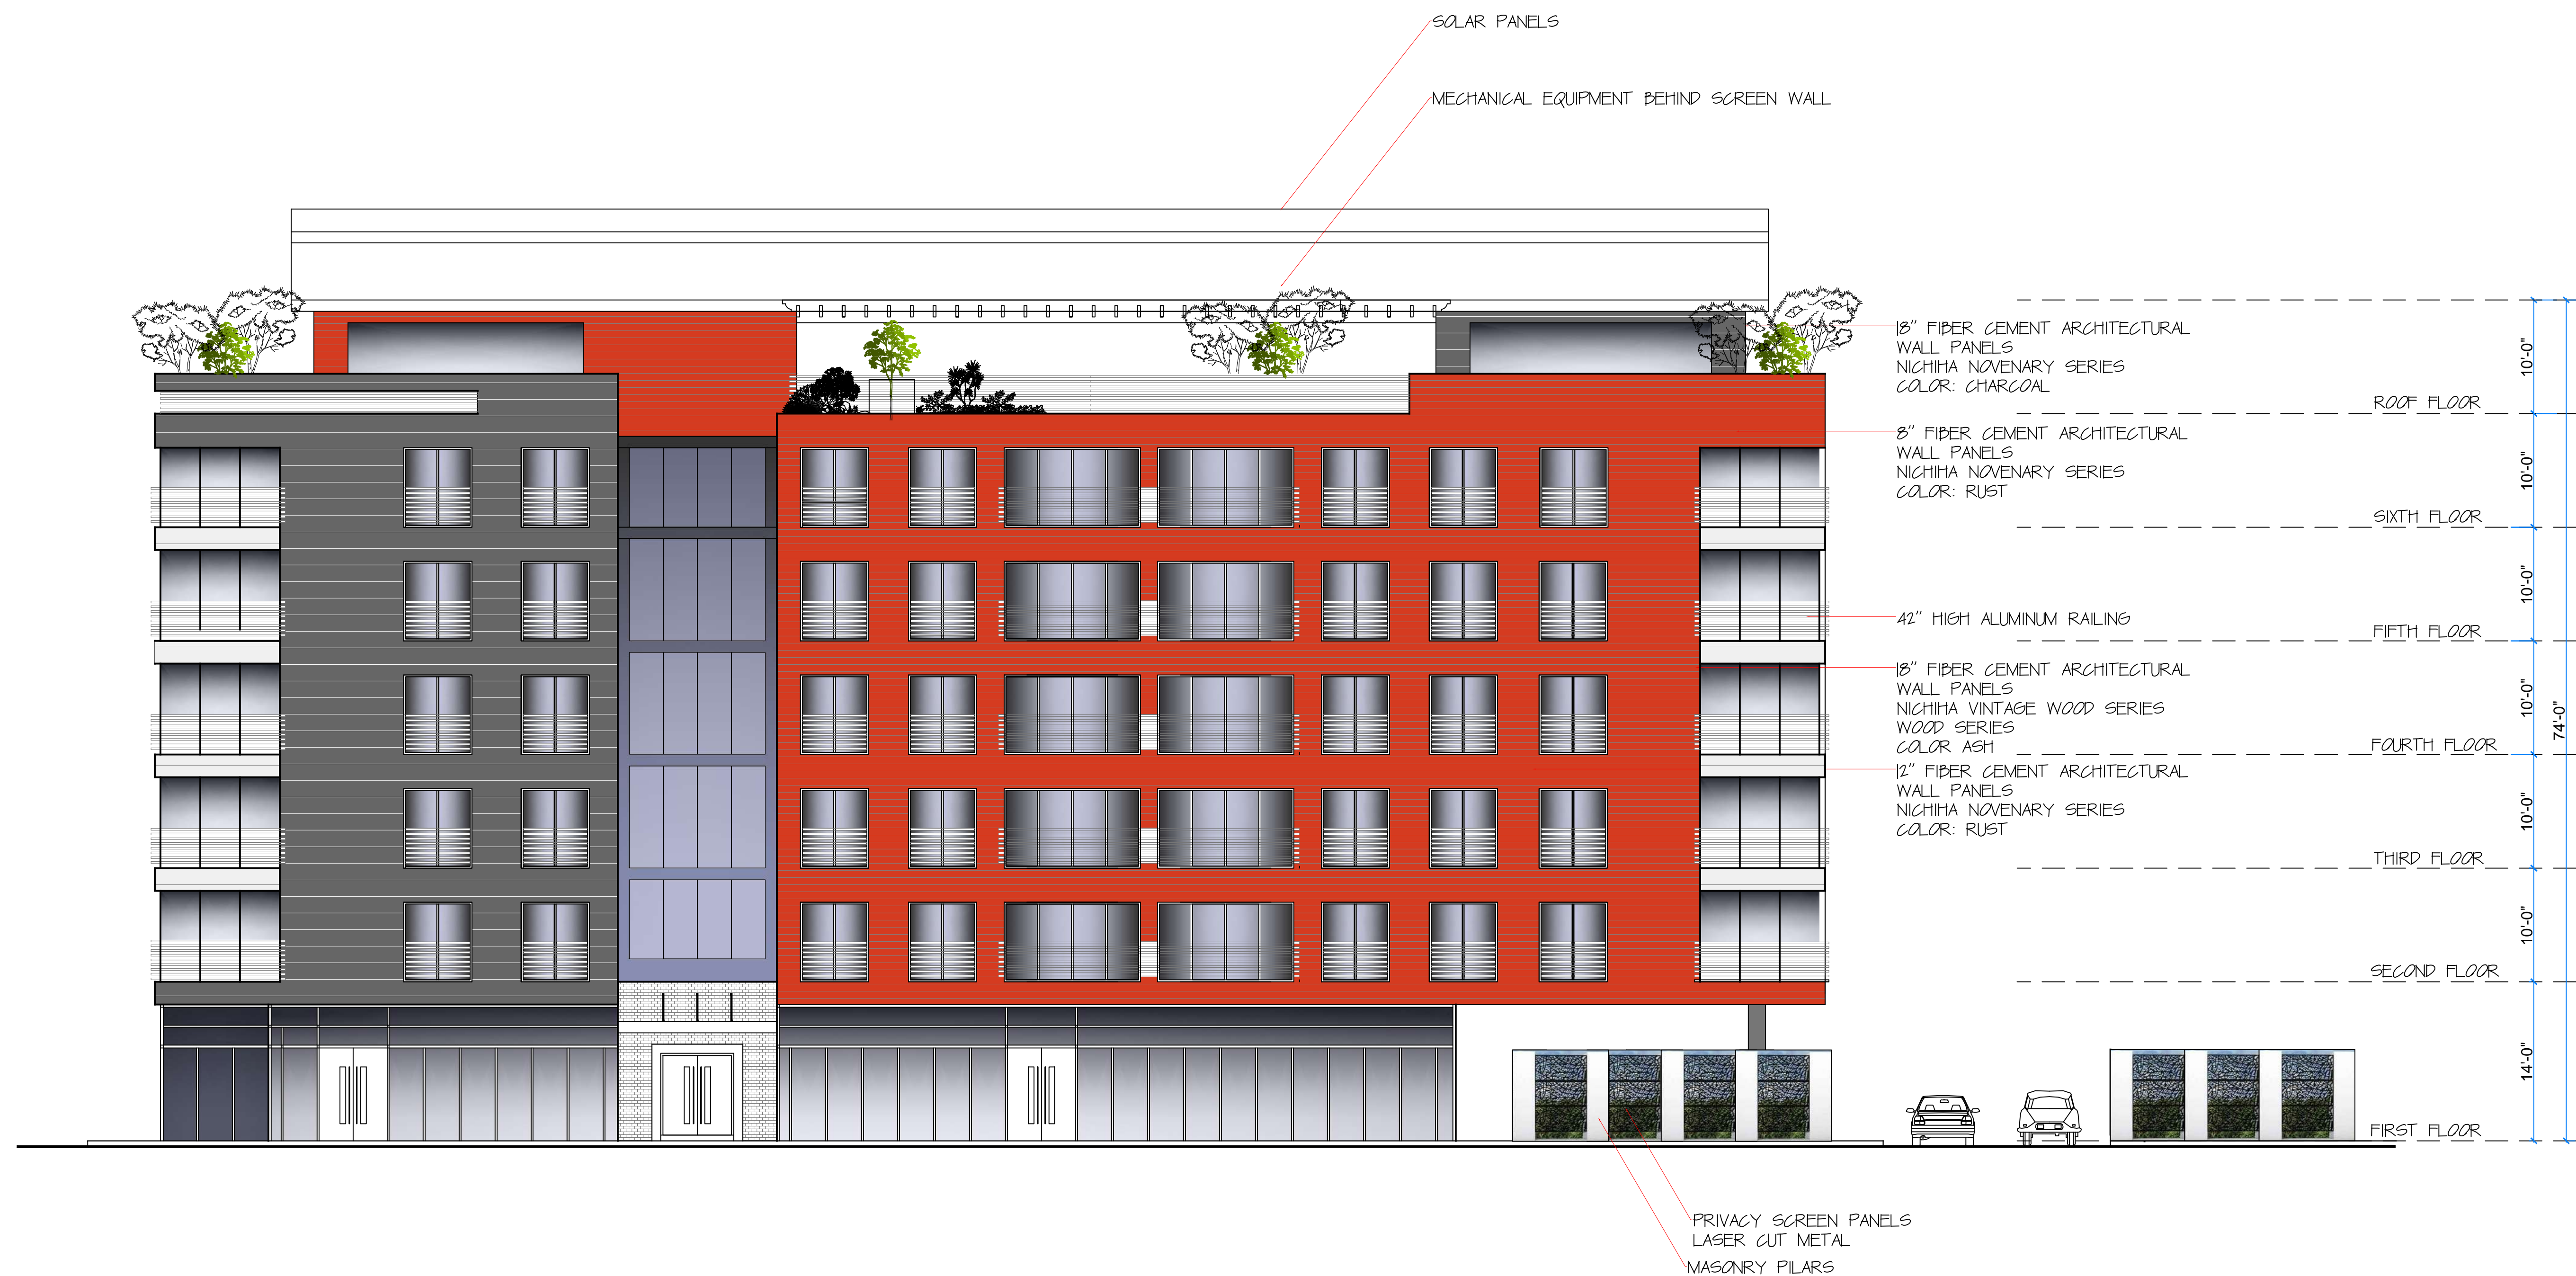 SOLAR PANELS
MECHANICAL EQUIPMENT BEHIND SCREEN WALL
18" FIBER CEMENT ARCHITECTURAL
WALL PANELS
NICHIHA NOVENARY SERIES
COLOR: CHARCOAL
8" FIBER CEMENT ARCHITECTURAL
WALL PANELS
NICHIHA NOVENARY SERIES
COLOR: RUST
42" HIGH ALUMINUM RAILING
18" FIBER CEMENT ARCHITECTURAL
WALL PANELS
NICHIHA VINTAGE WOOD SERIES
WOOD SERIES
COLOR ASH
12" FIBER CEMENT ARCHITECTURAL
WALL PANELS
NICHIHA NOVENARY SERIES
COLOR: RUST
ROOF FLOOR
SIXTH FLOOR
FIFTH FLOOR
FOURTH FLOOR
THIRD FLOOR
SECOND FLOOR
FIRST FLOOR
10'-0"
10'-0"
10'-0"
10'-0"
10'-0"
10'-0"
14'-0"
74'-0"
PRIVACY SCREEN PANELS
LASER CUT METAL
MASONRY PILARS